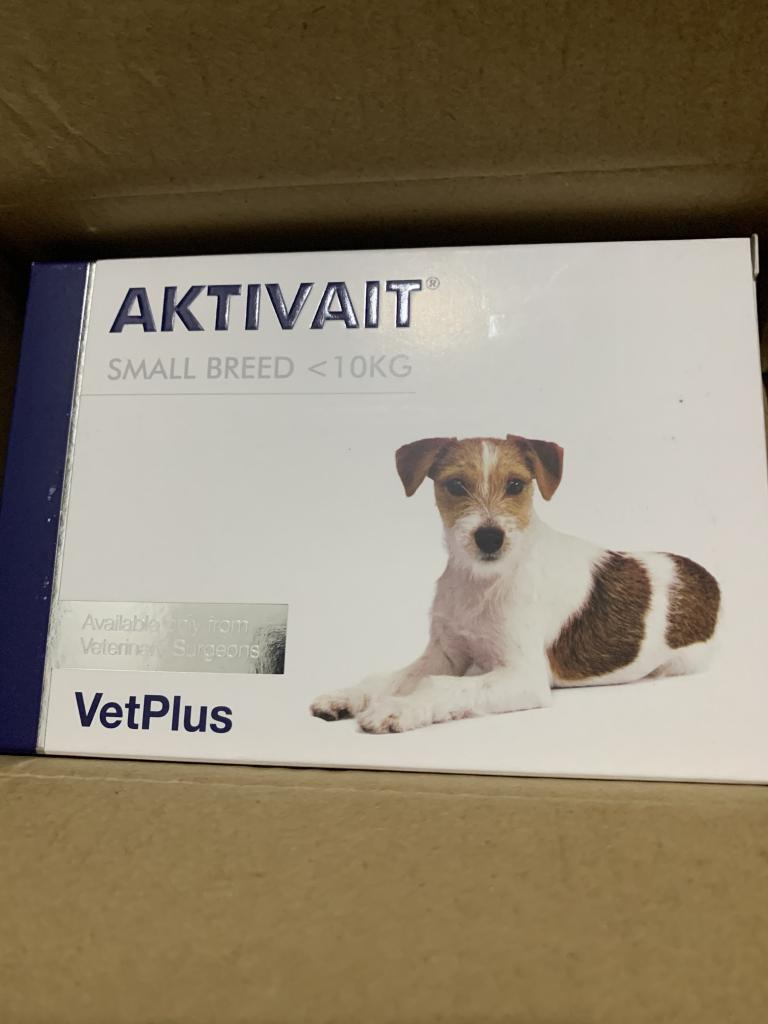 AKTIVAIT®
SMALL BREED <10KG
Available only from
Veterinary Surgeons
VetPlus